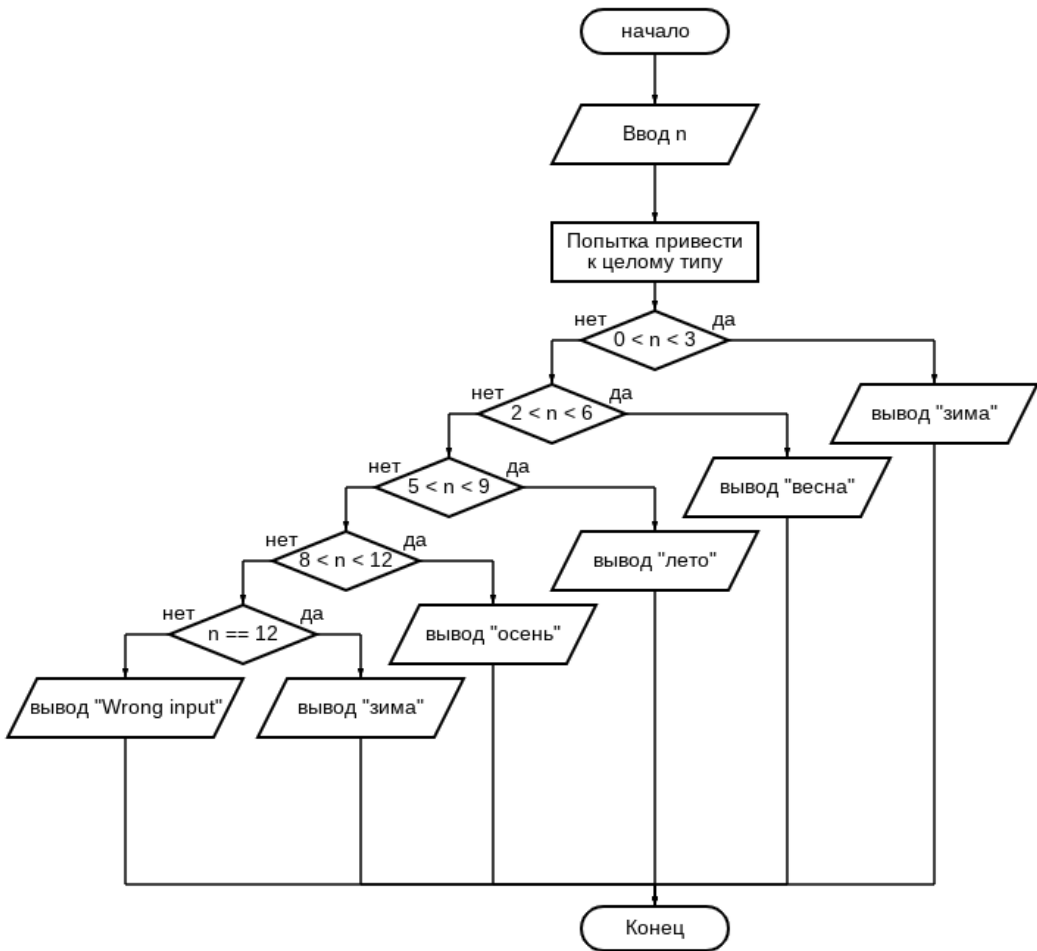 начало
Ввод n
Попытка привести
к целому типу
нет
да
0 < n < 3
нет
да
2 < n < 6
вывод "зима"
нет
да
5 < n < 9
вывод "весна"
нет
да
8 < n < 12
вывод "лето"
нет
да
n == 12
вывод "осень"
вывод "Wrong input"
вывод "зима"
Конец